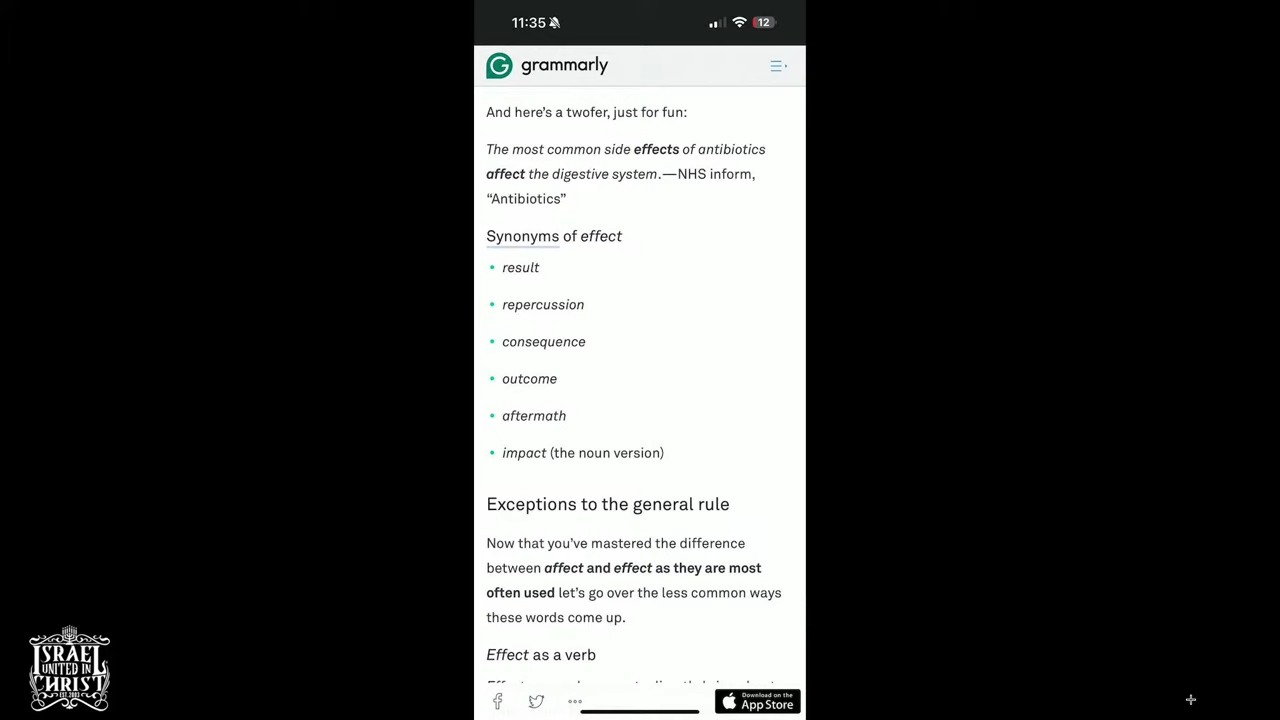 11:35
12
grammarly
And here's a twofer, just for fun:
The most common side effects of antibiotics
affect the digestive system.—NHS inform,
“Antibiotics”
Synonyms of effect
• result
• repercussion
• consequence
• outcome
• aftermath
• impact (the noun version)
Exceptions to the general rule
Now that you've mastered the difference
between affect and effect as they are most
often used let's go over the less common ways
these words come up.
Effect as a verb
Download on the
App Store
ISRAEL
UNITED IN
CHRIST
EST. 2003